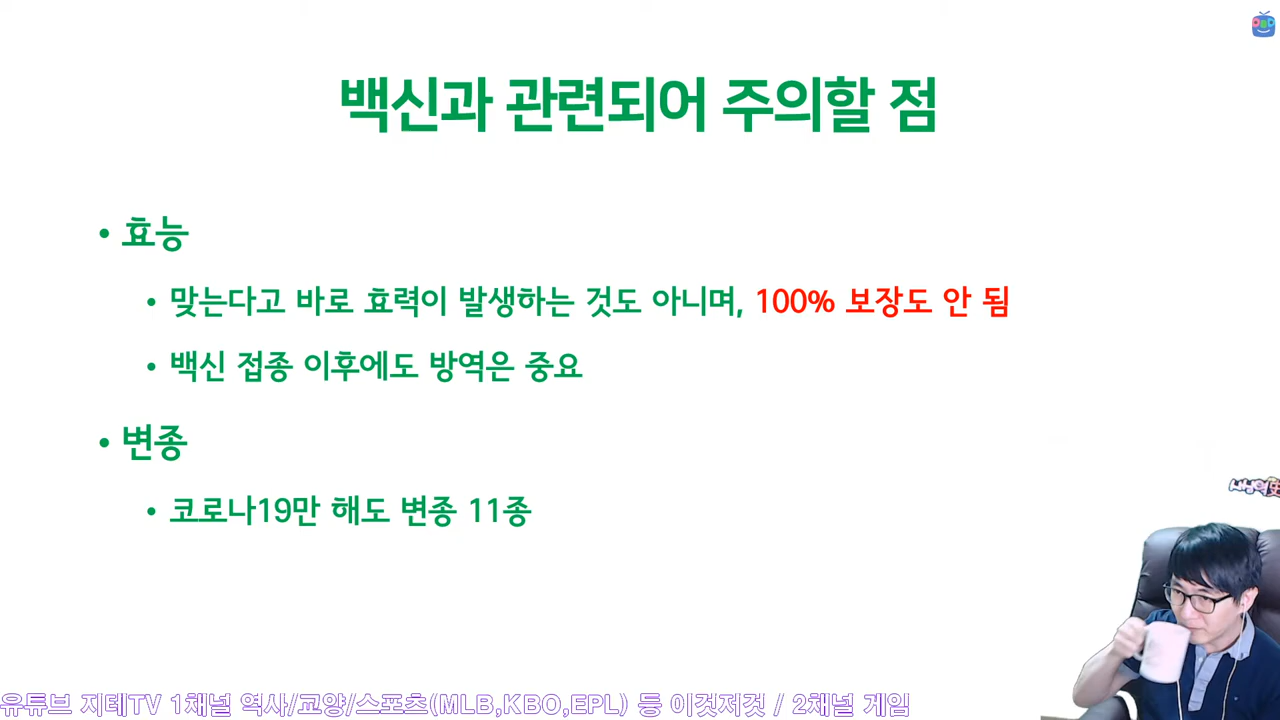 백신과 관련되어 주의할 점
• 효능
• 맞는다고 바로 효력이 발생하는 것도 아니며, 100% 보장도 안 됨
• 백신 접종 이후에도 방역은 중요
• 변종
• 코로나19만 해도 변종 11종
유튜브 지테TV 1채널 역사/교양/스포츠(MLB,KBO,EPL) 등 이것저것 / 2채널 게임